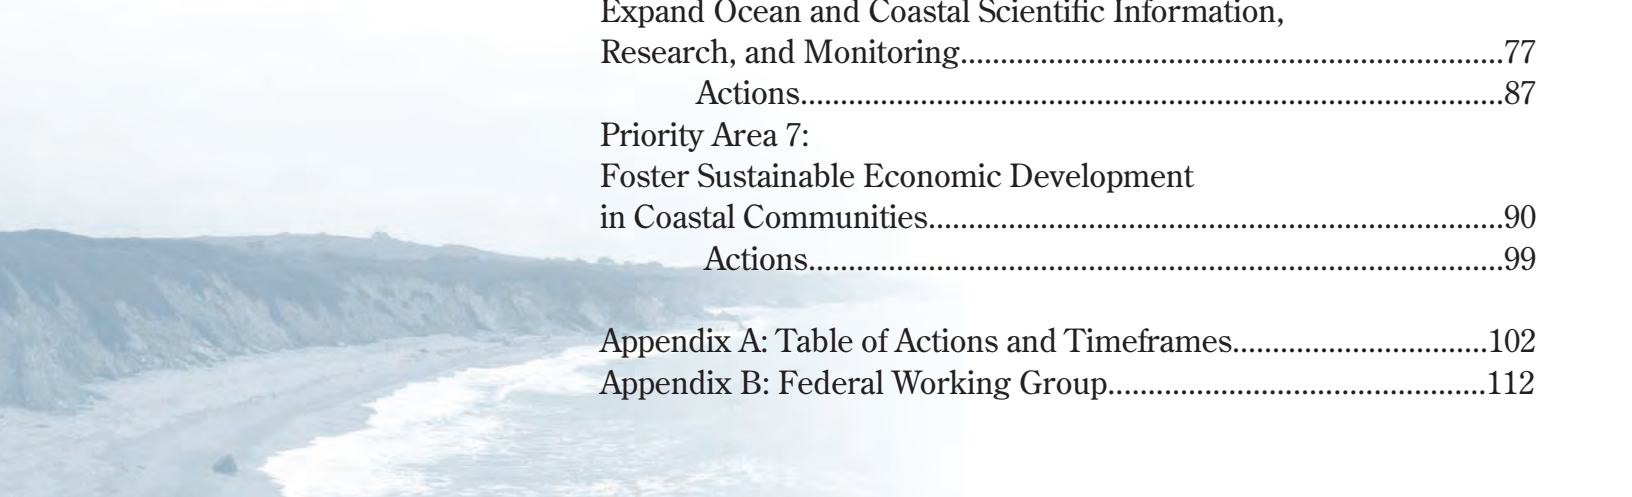 Expand Ocean and Coastal Scientific Information,
Research, and Monitoring....................................................................77
Actions........................................................................................87
Priority Area 7:
Foster Sustainable Economic Development
in Coastal Communities........................................................................90
Actions.......................................................................................99
Appendix A: Table of Actions and Timeframes................................102
Appendix B: Federal Working Group...............................................112